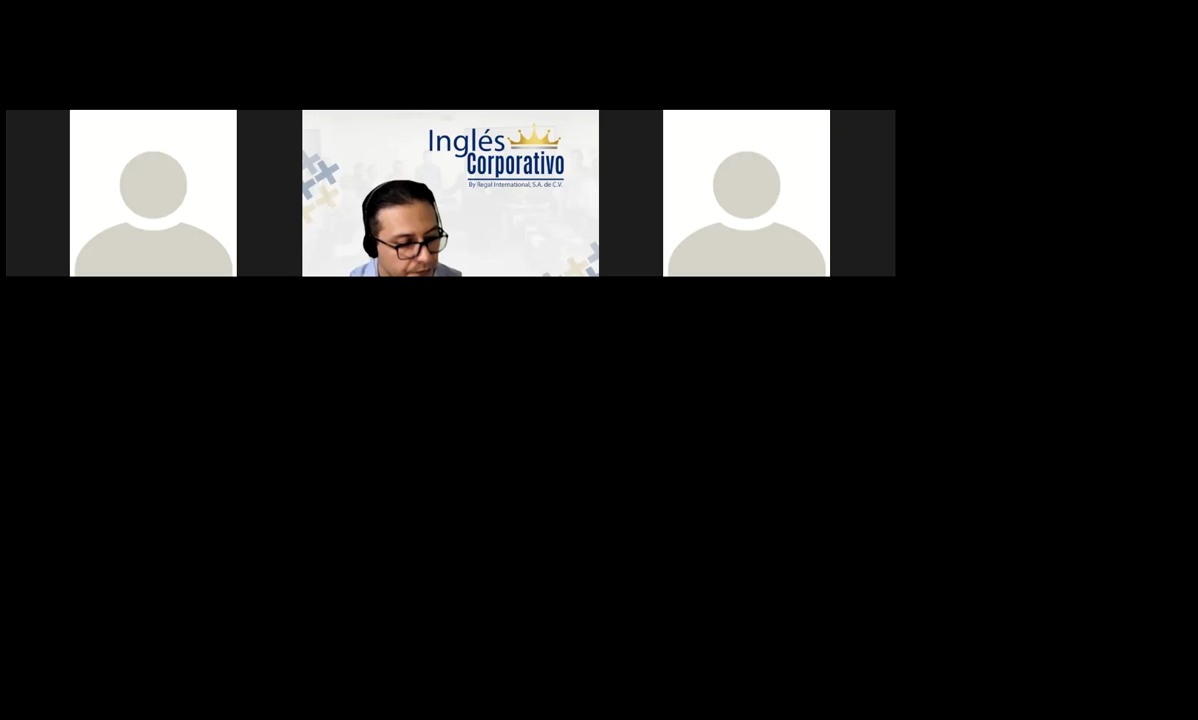 Inglés
Corporativo
By Regal International, S.A. de C.V.